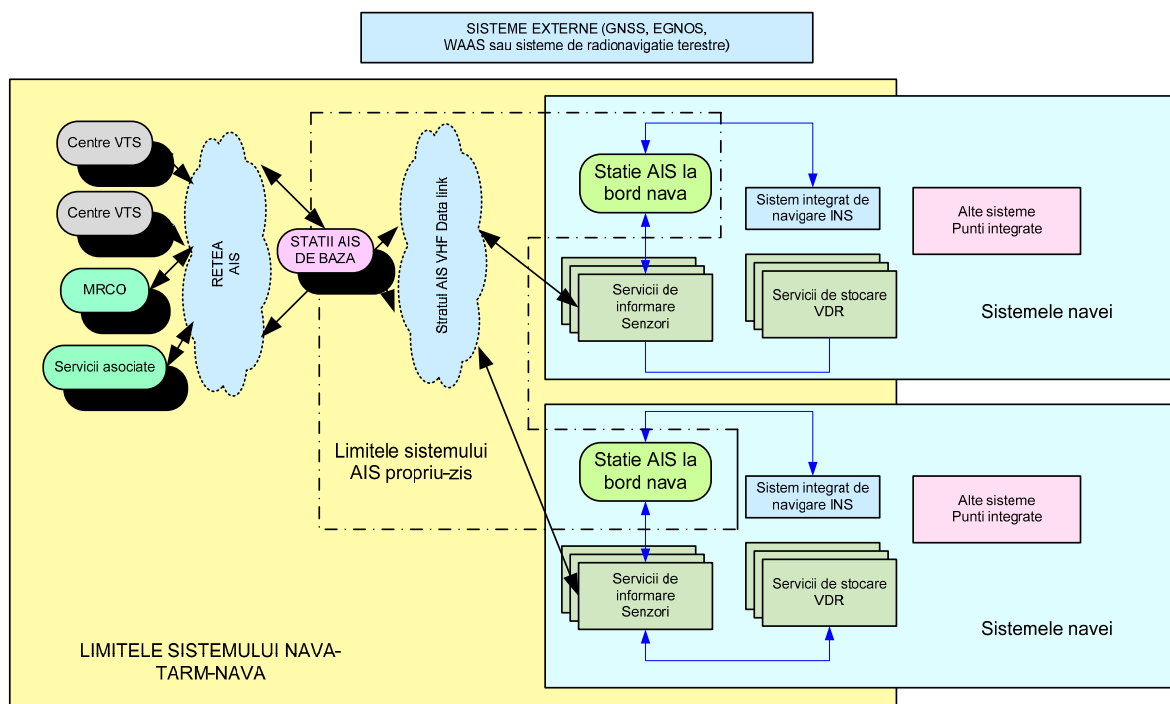 SISTEME EXTERNE (GNSS, EGNOS,
WAAS sau sisteme de radionavigatie terestre)
Centre VTS
Centre VTS
MRCO
Servicii asociate
RETEA
AIS
STATII AIS
DE BAZA
Stratul AIS VHF Data link
Statie AIS la
bord nava
Sistem integrat de
navigare INS
Alte sisteme
Punti integrate
Servicii de
informare
Senzori
Servicii de stocare
VDR
Sistemele navei
Limitele sistemului
AIS propriu-zis
Statie AIS la
bord nava
Sistem integrat de
navigare INS
Alte sisteme
Punti integrate
Servicii de
informare
Senzori
Servicii de stocare
VDR
Sistemele navei
LIMITELE SISTEMULUI NAVA-
TARM-NAVA